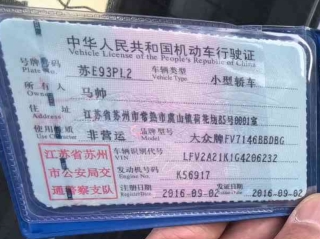 中华人民共和国机动车行驶证
Vehicle License of the People's Republic of China
号牌号码 苏E93PL2 车辆类型 小型轿车
Plate No. Vehicle Type
所有人 马帅
Owner
住址 江苏省苏州市常熟市虞山镇 85号0001室
Address
使用性质 非营运 品牌型号 大众牌FV7146BBDBG
江苏省苏州 车辆识别代号 LFV2A21K1G4206232
VIN
市公安局交 发动机号码 K56917
Engine No.
通警察支队 注册日期 2016-09-02 发证日期 2016-09-02